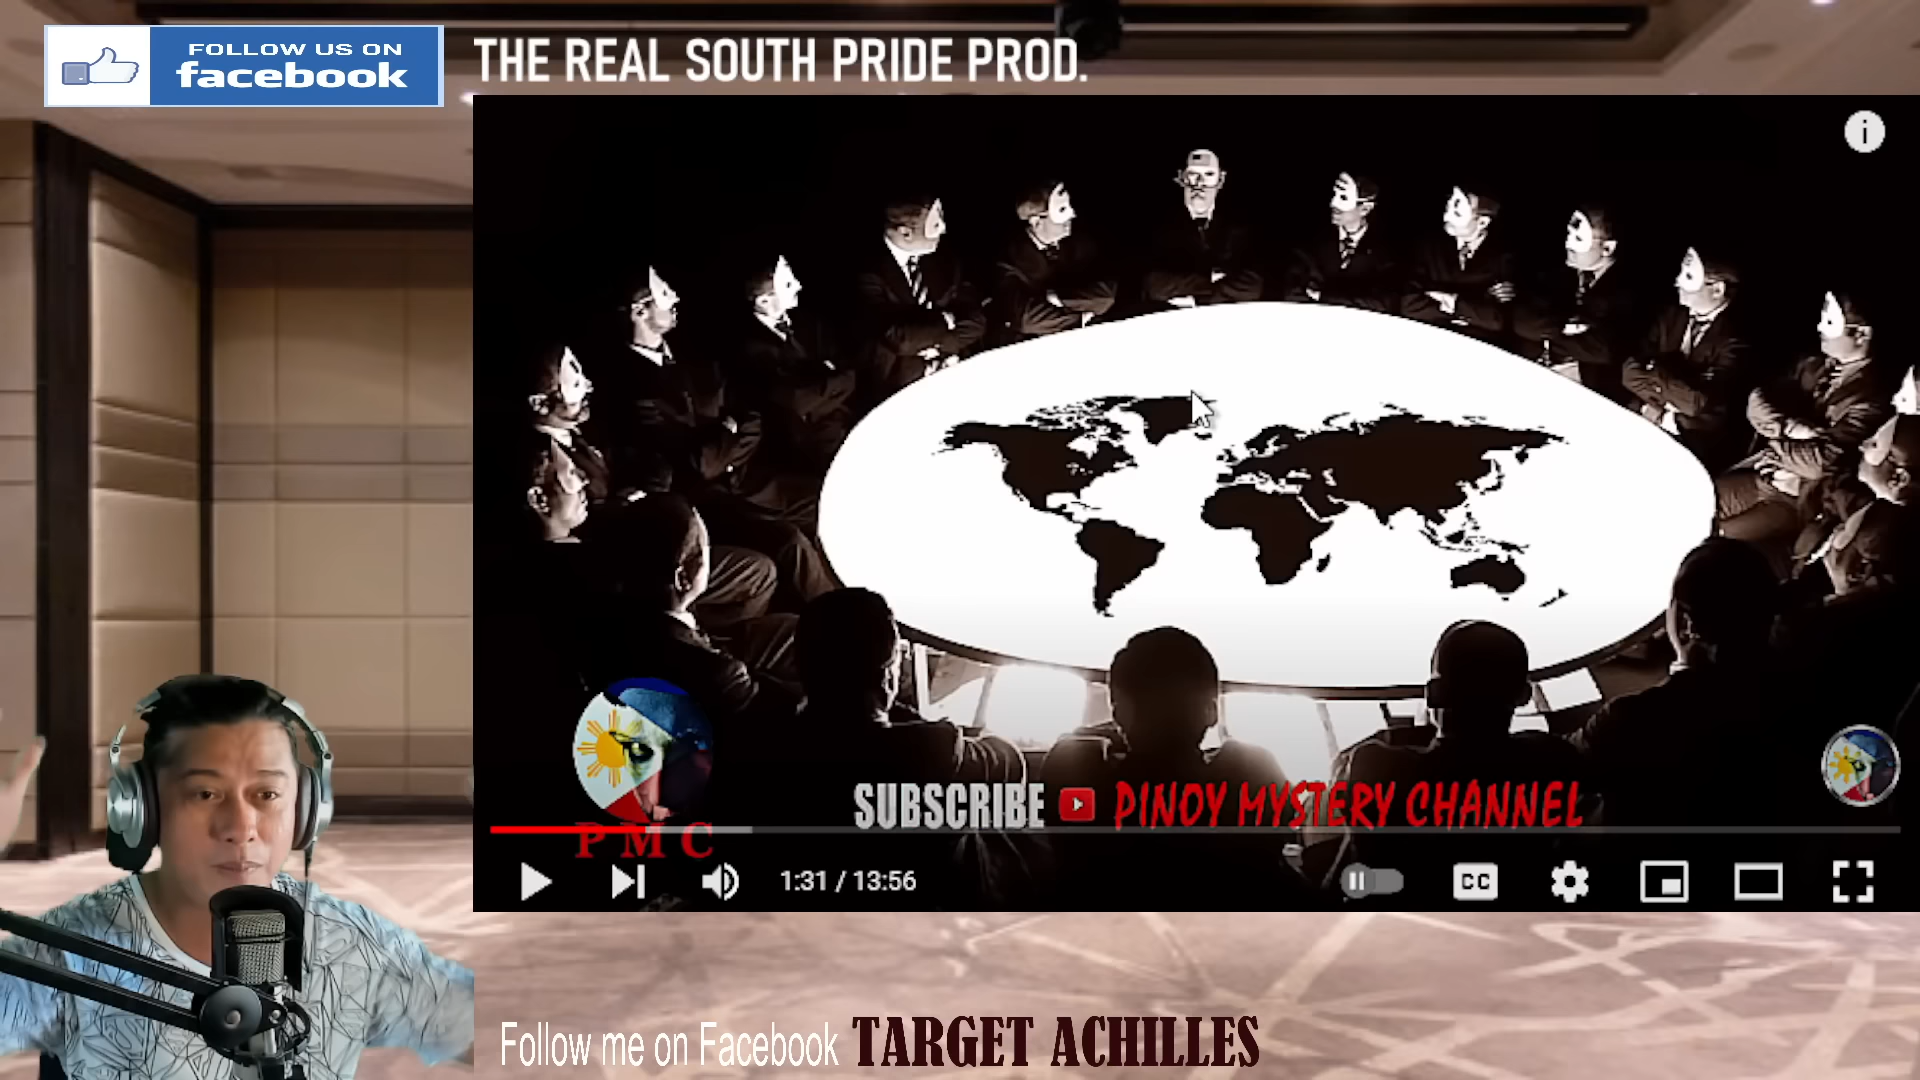 FOLLOW US ON
facebook
THE REAL SOUTH PRIDE PROD.
i
SUBSCRIBE PINOY MYSTERY CHANNEL
P M C
1:31 / 13:56
CC
Follow me on Facebook TARGET ACHILLES